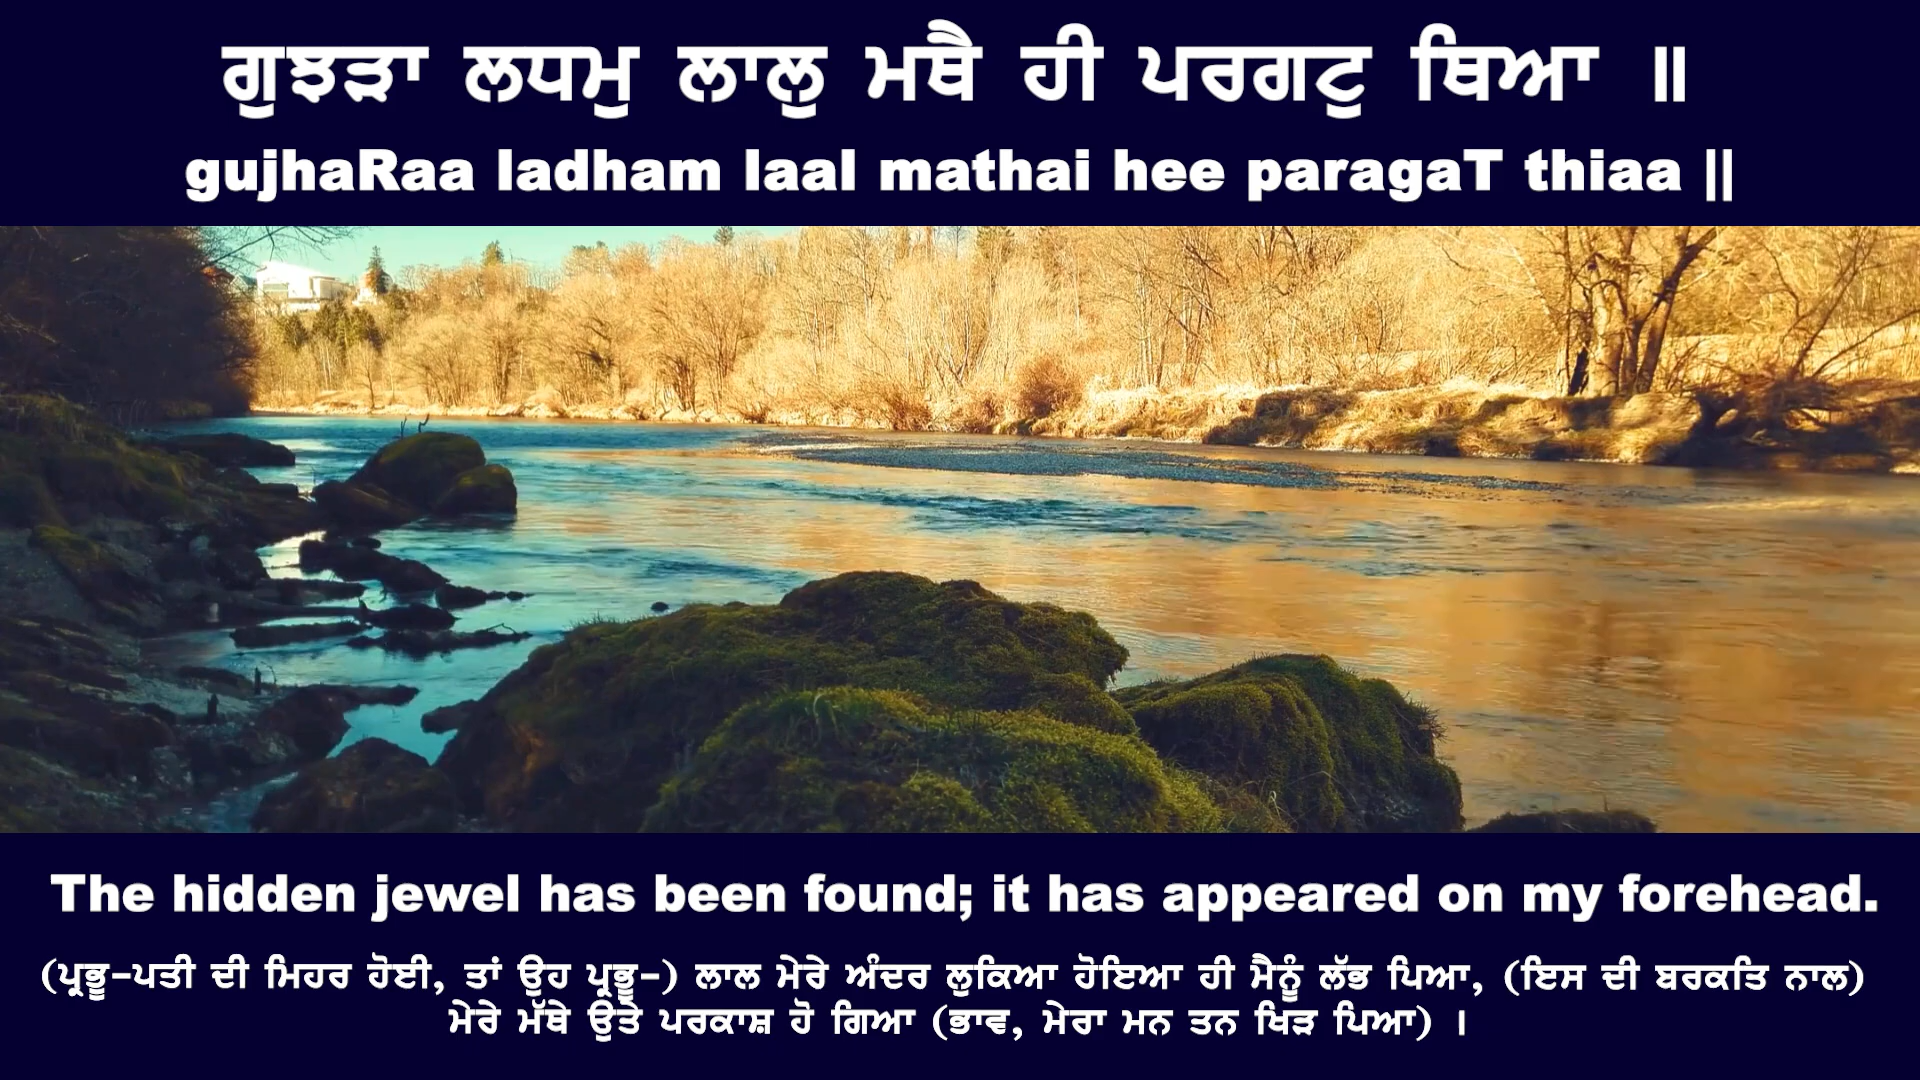 ਗੁਝੜਾ ਲਧਮੁ ਲਾਲੁ ਮਥੈ ਹੀ ਪਰਗਟੁ ਥਿਆ ॥
gujhaRaa ladham laal mathai hee paragaT thiaa ||
The hidden jewel has been found; it has appeared on my forehead.
(ਪ੍ਰਭੂ-ਪਤੀ ਦੀ ਮਿਹਰ ਹੋਈ, ਤਾਂ ਉਹ ਪ੍ਰਭੂ-) ਲਾਲ ਮੇਰੇ ਅੰਦਰ ਲੁਕਿਆ ਹੋਇਆ ਹੀ ਮੈਨੂੰ ਲੱਭ ਪਿਆ, (ਇਸ ਦੀ ਬਰਕਤਿ ਨਾਲ)
ਮੇਰੇ ਮੱਥੇ ਉਤੇ ਪਰਕਾਸ਼ ਹੋ ਗਿਆ (ਭਾਵ, ਮੇਰਾ ਮਨ ਤਨ ਖਿੜ ਪਿਆ) ।